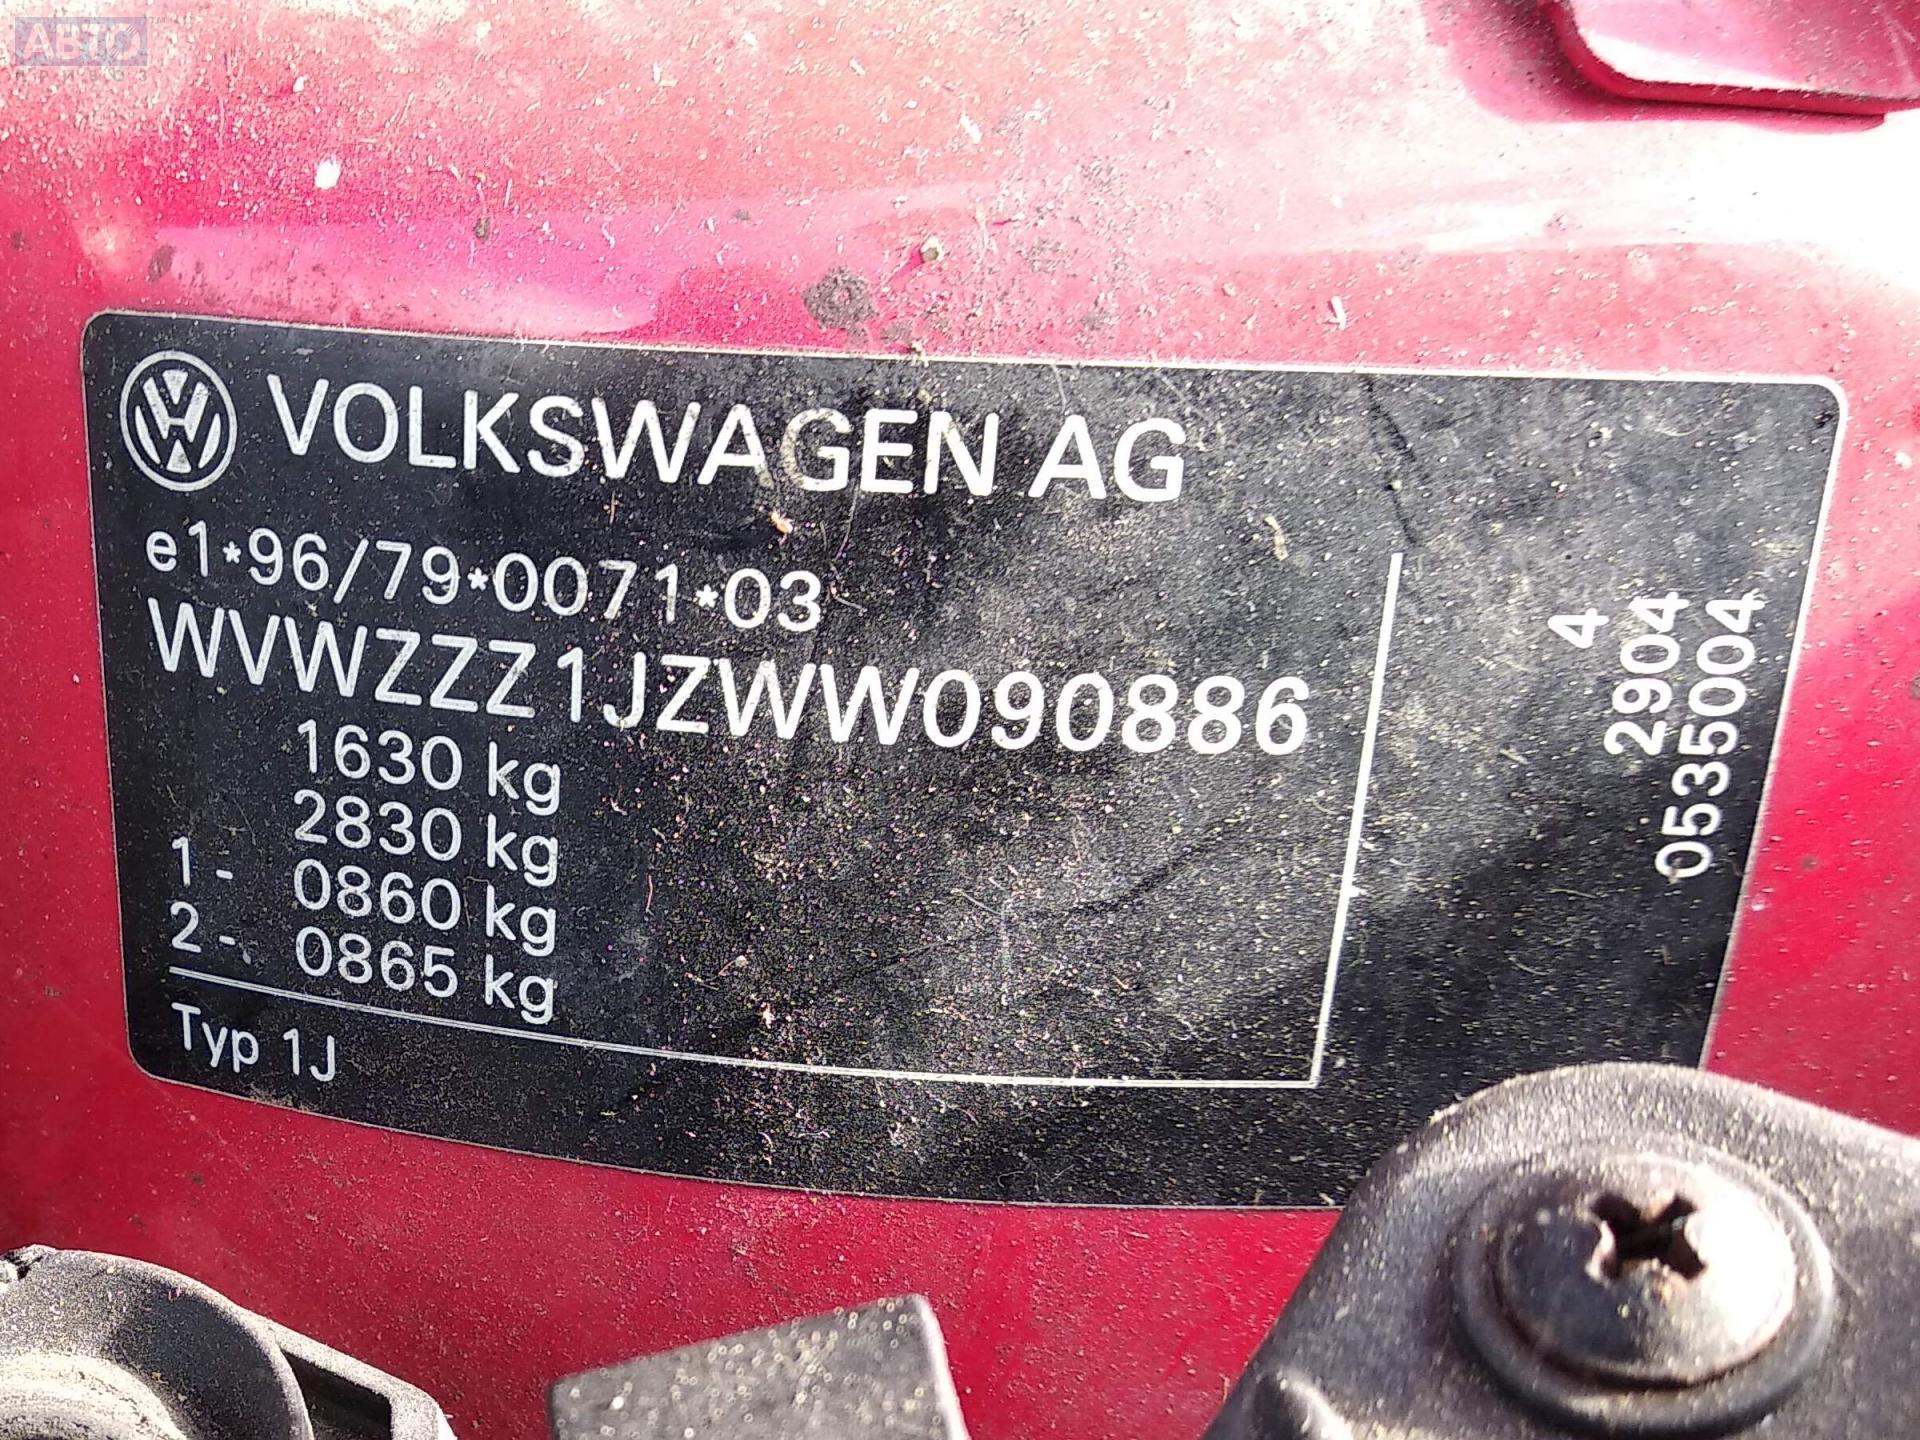 АВТО
ПРИВОЗ
VOLKSWAGEN AG
e1*96/79*0071*03
WVWZZZ1JZWW090886
1630 kg
2830 kg
1- 0860 kg
2- 0865 kg
Typ 1J
4
2904
0535004